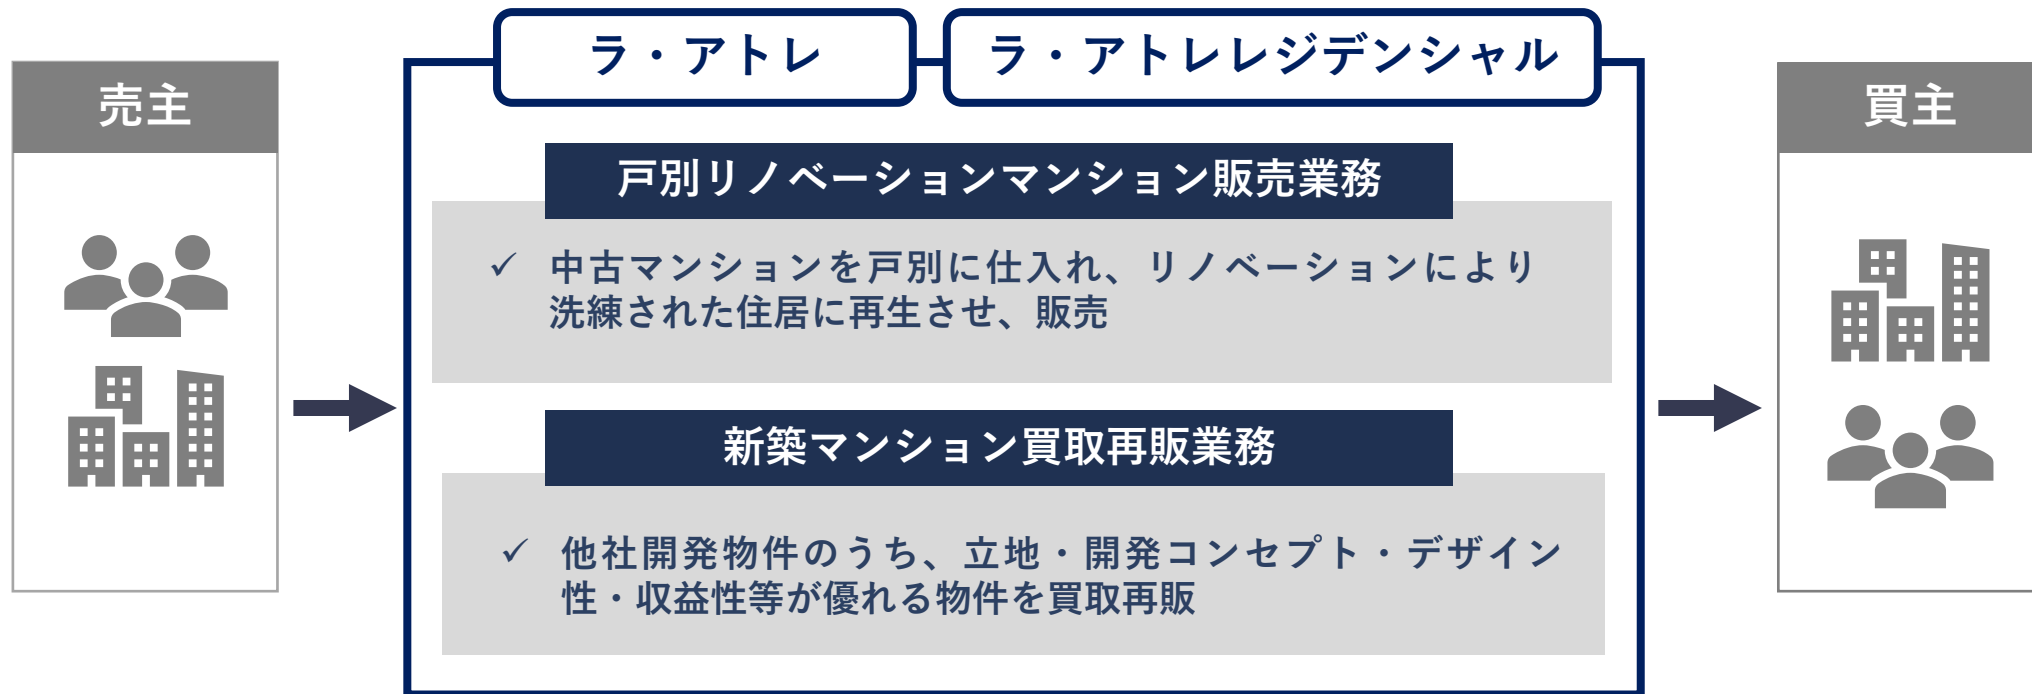 ラ・アトレ
ラ・アトレレジデンシャル
売主
戸別リノベーションマンション販売業務
✓ 中古マンションを戸別に仕入れ、リノベーションにより
洗練された住居に再生させ、販売
新築マンション買取再販業務
✓ 他社開発物件のうち、立地・開発コンセプト・デザイン
性・収益性等が優れる物件を買取再販
買主